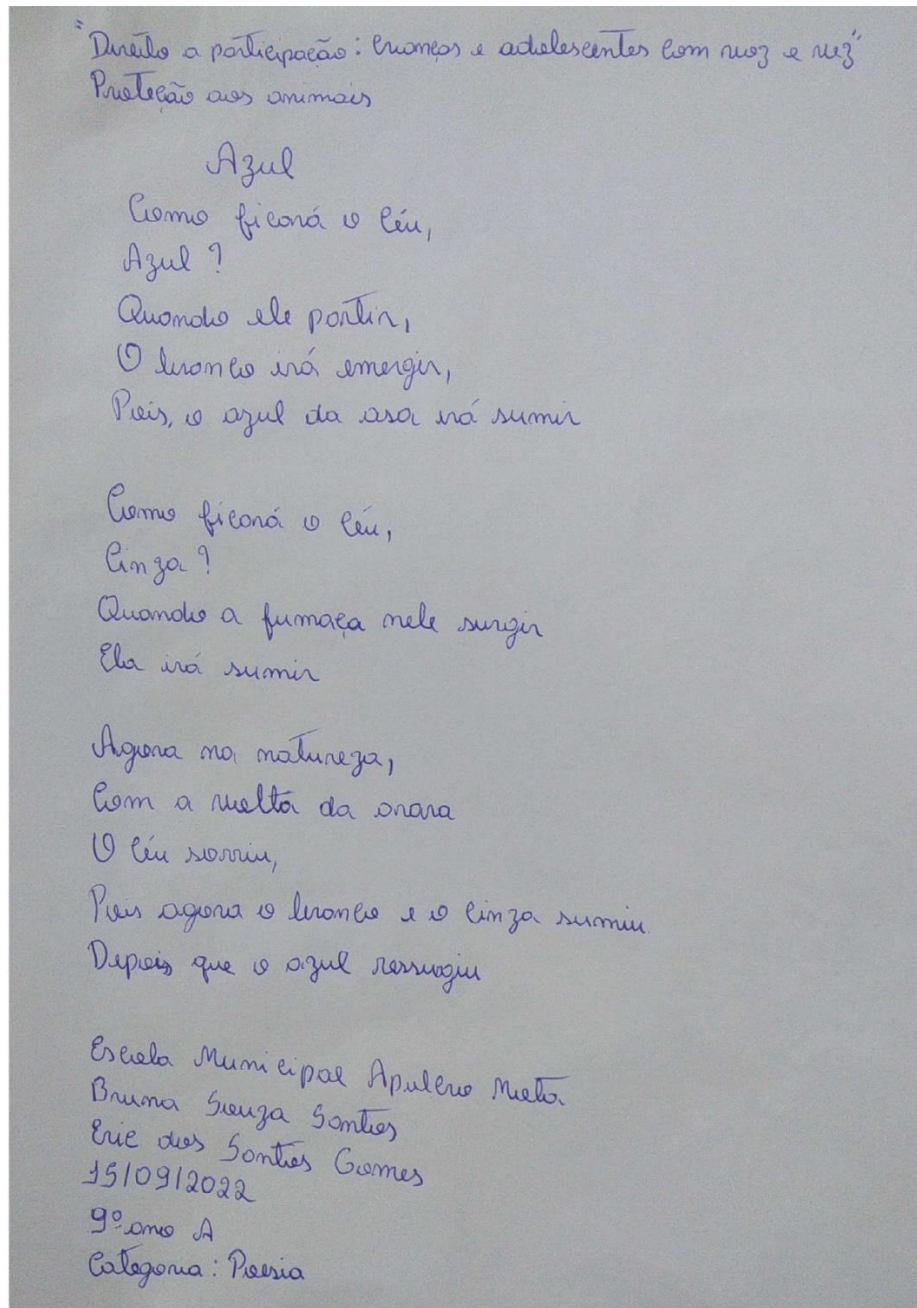 "Direito a participação: crianças e adolescentes com voz e vez"
Proteção aos animais
Azul
Como ficará o céu,
Azul?
Quando ele partir,
O branco irá emergir,
Pois, o azul da asa irá sumir
Como ficará o céu,
Cinza?
Quando a fumaça nele surgir
Ela irá sumir
Agora na natureza,
Com a volta da arara
O céu sorriu,
Pois agora o branco e o cinza sumiu.
Depois que o azul ressugiu
Escola Municipal
Bruna Souza Santos
Eric dos Santos Gomes
15/09/2022
9º ano A
Categoria: Poesia